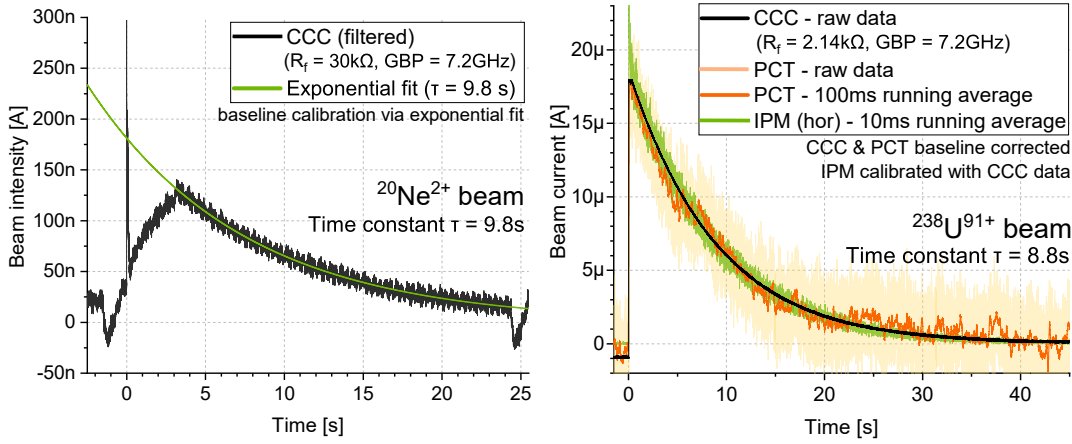 300n
250n
200n
150n
100n
50n
0
-50n
Beam intensity [A]
CCC (filtered)
(Rf = 30kΩ, GBP = 7.2GHz)
Exponential fit (τ = 9.8 s)
baseline calibration via exponential fit
20Ne2+ beam
Time constant τ = 9.8s
0 5 10 15 20 25
Time [s]
20μ
15μ
10μ
5μ
0
Beam current [A]
CCC - raw data
(Rf = 2.14kΩ, GBP = 7.2GHz)
PCT - raw data
PCT - 100ms running average
IPM (hor) - 10ms running average
CCC & PCT baseline corrected
IPM calibrated with CCC data
238U91+ beam
Time constant τ = 8.8s
0 10 20 30 40
Time [s]